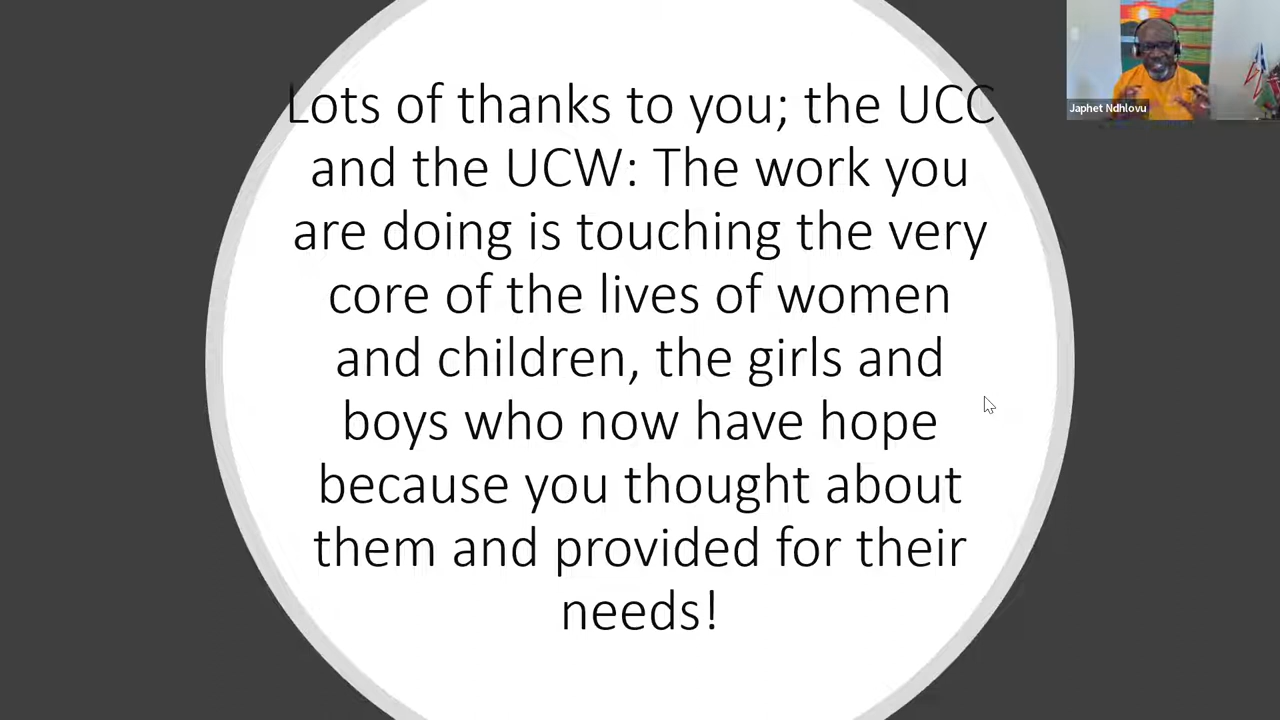 Lots of thanks to you; the UCC
and the UCW: The work you
are doing is touching the very
core of the lives of women
and children, the girls and
boys who now have hope
because you thought about
them and provided for their
needs!
Japhet Ndhlovu